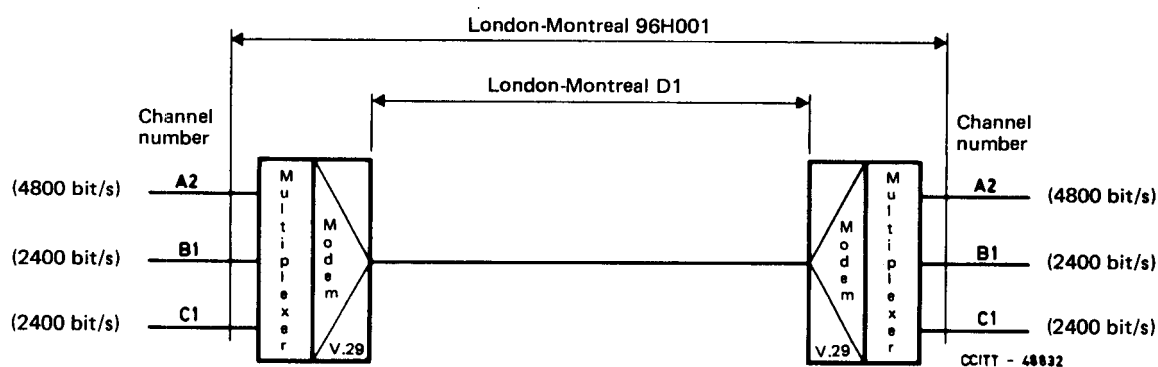 London-Montreal 96H001
London-Montreal D1
Channel
number
Channel
number
(4800 bit/s)
A2
Multiplexer
Modem
V.29
Modem
V.29
Multiplexer
A2
(4800 bit/s)
(2400 bit/s)
B1
B1
(2400 bit/s)
(2400 bit/s)
C1
C1
(2400 bit/s)
CCITT - 48832